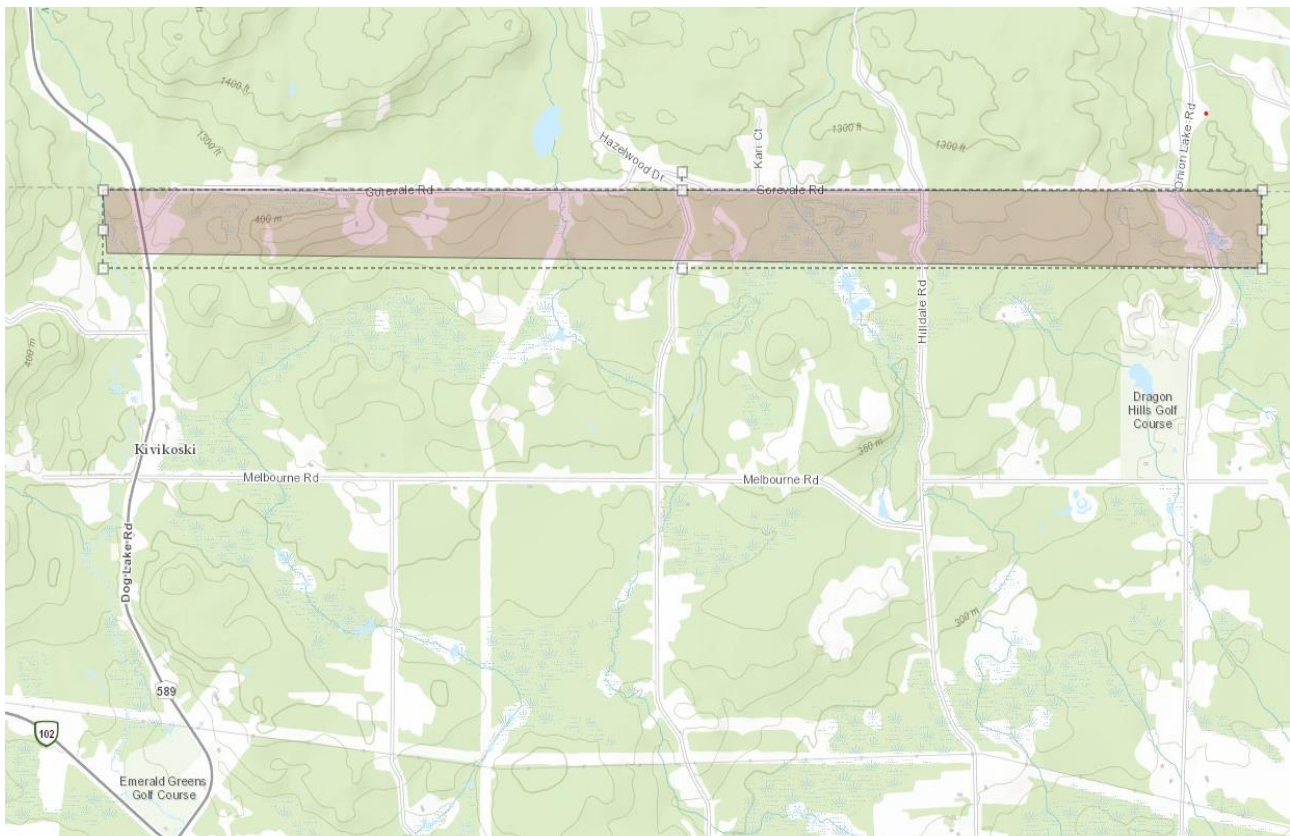 1400 ft
1300 ft
Hazelwood Dr
Kari Ct
1300 ft
1300 ft
Onion Lake Rd
Gorevale Rd
Gorevale Rd
400 m
400 m
Hilldale Rd
Dragon
Hills Golf
Course
Kivikoski
350 m
Melbourne Rd
Melbourne Rd
Dog Lake Rd
300 m
589
102
Emerald Greens
Golf Course